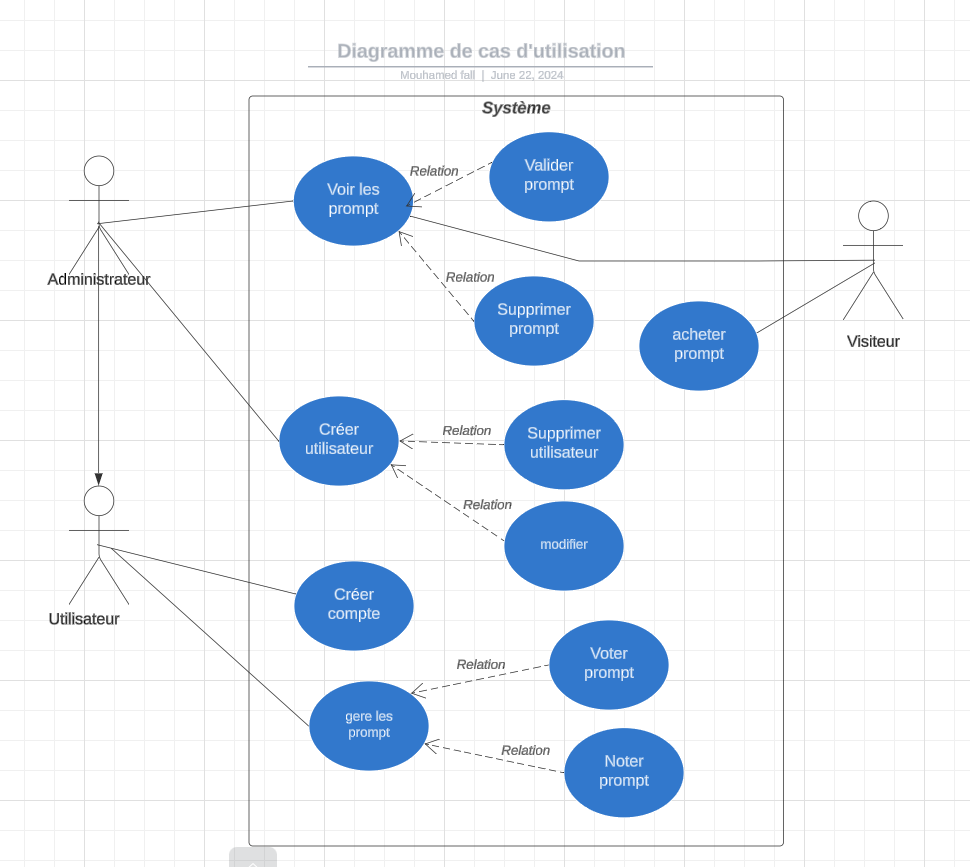 Diagramme de cas d'utilisation
Mouhamed fall | June 22, 2024
Système
Valider
prompt
Relation
Voir les
prompt
Administrateur
Relation
Supprimer
prompt
acheter
prompt
Visiteur
Créer
utilisateur
Relation
Supprimer
utilisateur
Relation
modifier
Utilisateur
Créer
compte
Voter
prompt
Relation
gere les
prompt
Relation
Noter
prompt